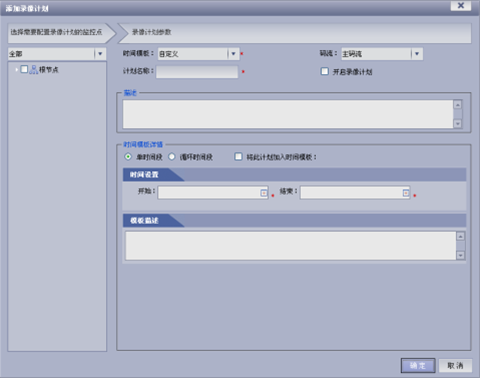 添加录像计划
选择需要配置录像计划的监控点
录像计划参数
全部
时间模板： 自定义 *
码流： 主码流
根节点
计划名称： *
开启录像计划
描述
时间模板详情
单时间段 循环时间段 将此计划加入时间模板：
时间设置
开始： * 结束： *
模板描述
确定 取消